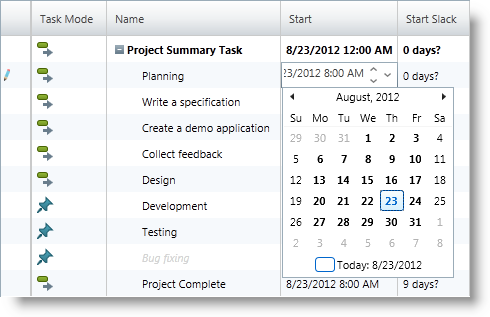 Task Mode Name Start Start Slack
Project Summary Task 8/23/2012 12:00 AM 0 days?
Planning 23/2012 8:00 AM 0 days?
Write a specification
Create a demo application
Collect feedback
Design
Development
Testing
Bug fixing
Project Complete 8/23/2012 8:00 AM 9 days?
August, 2012
Su Mo Tu We Th Fr Sa
29 30 31 1 2 3 4
5 6 7 8 9 10 11
12 13 14 15 16 17 18
19 20 21 22 23 24 25
26 27 28 29 30 31 1
2 3 4 5 6 7 8
Today: 8/23/2012